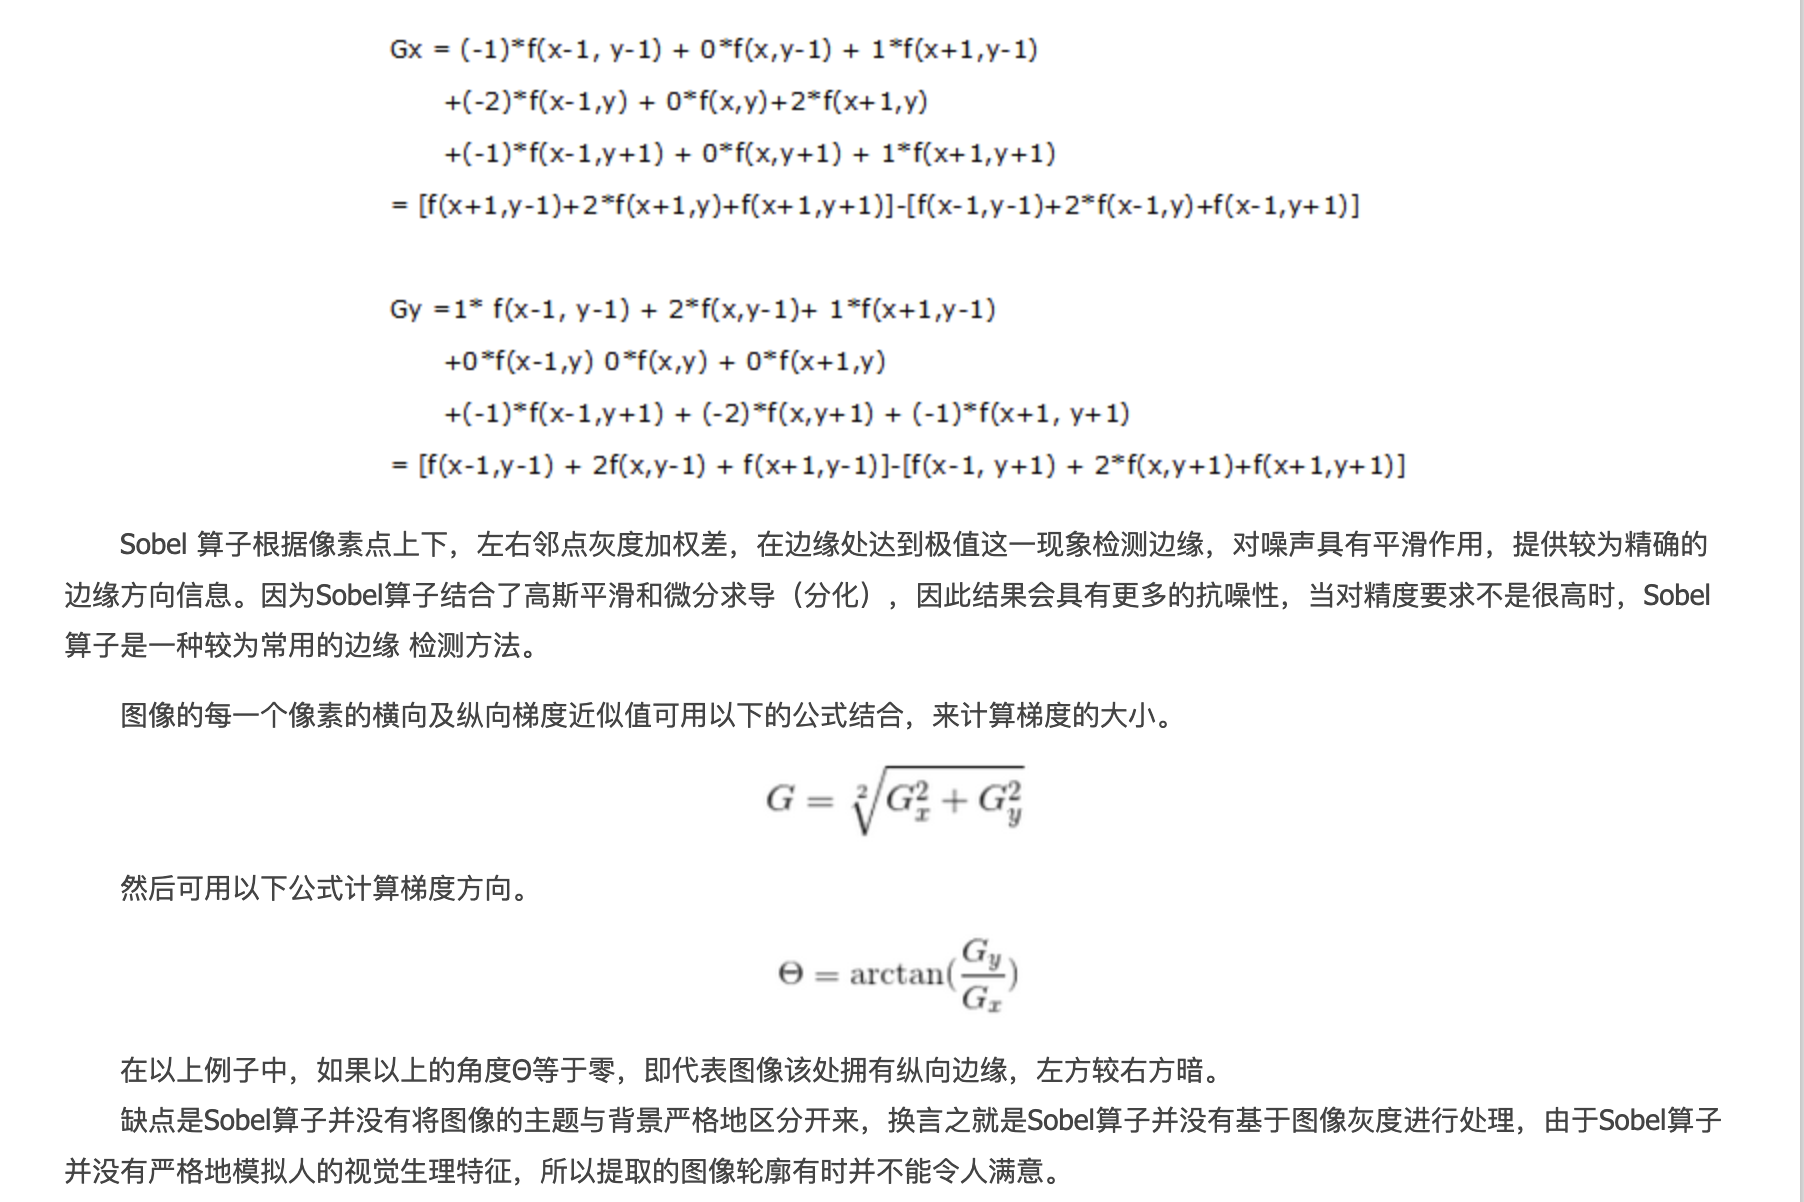 Gx = (-1)*f(x-1, y-1) + 0*f(x,y-1) + 1*f(x+1,y-1)
+(-2)*f(x-1,y) + 0*f(x,y)+2*f(x+1,y)
+(-1)*f(x-1,y+1) + 0*f(x,y+1) + 1*f(x+1,y+1)
= [f(x+1,y-1)+2*f(x+1,y)+f(x+1,y+1)]-[f(x-1,y-1)+2*f(x-1,y)+f(x-1,y+1)]
Gy =1* f(x-1, y-1) + 2*f(x,y-1)+ 1*f(x+1,y-1)
+0*f(x-1,y) 0*f(x,y) + 0*f(x+1,y)
+(-1)*f(x-1,y+1) + (-2)*f(x,y+1) + (-1)*f(x+1, y+1)
= [f(x-1,y-1) + 2f(x,y-1) + f(x+1,y-1)]-[f(x-1, y+1) + 2*f(x,y+1)+f(x+1,y+1)]
Sobel 算子根据像素点上下，左右邻点灰度加权差，在边缘处达到极值这一现象检测边缘，对噪声具有平滑作用，提供较为精确的
边缘方向信息。因为Sobel算子结合了高斯平滑和微分求导（分化），因此结果会具有更多的抗噪性，当对精度要求不是很高时，Sobel
算子是一种较为常用的边缘 检测方法。
图像的每一个像素的横向及纵向梯度近似值可用以下的公式结合，来计算梯度的大小。
$G = \sqrt[2]{G_x^2 + G_y^2}$
然后可用以下公式计算梯度方向。
$\Theta = \arctan(\frac{G_y}{G_x})$
在以上例子中，如果以上的角度Θ等于零，即代表图像该处拥有纵向边缘，左方较右方暗。
缺点是Sobel算子并没有将图像的主题与背景严格地区分开来，换言之就是Sobel算子并没有基于图像灰度进行处理，由于Sobel算子
并没有严格地模拟人的视觉生理特征，所以提取的图像轮廓有时并不能令人满意。